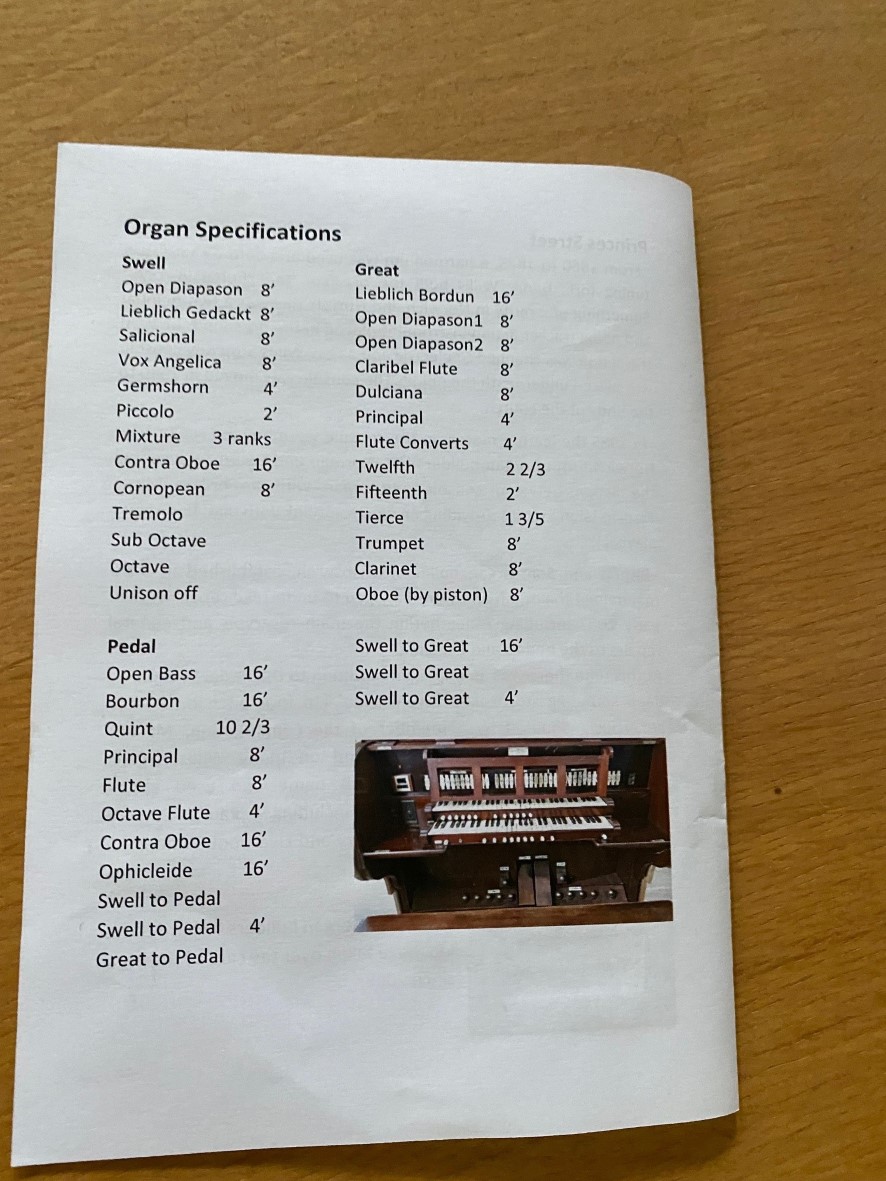 Organ Specifications
Swell
Open Diapason 8'
Lieblich Gedackt 8'
Salicional 8'
Vox Angelica 8'
Germshorn 4'
Piccolo 2'
Mixture 3 ranks
Contra Oboe 16'
Cornopean 8'
Tremolo
Sub Octave
Octave
Unison off
Great
Lieblich Bordun 16'
Open Diapason1 8'
Open Diapason2 8'
Claribel Flute 8'
Dulciana 8'
Principal 4'
Flute Converts 4'
Twelfth 2 2/3
Fifteenth 2'
Tierce 1 3/5
Trumpet 8'
Clarinet 8'
Oboe (by piston) 8'
Swell to Great 16'
Swell to Great
Swell to Great 4'
Pedal
Open Bass 16'
Bourbon 16'
Quint 10 2/3
Principal 8'
Flute 8'
Octave Flute 4'
Contra Oboe 16'
Ophicleide 16'
Swell to Pedal
Swell to Pedal 4'
Great to Pedal